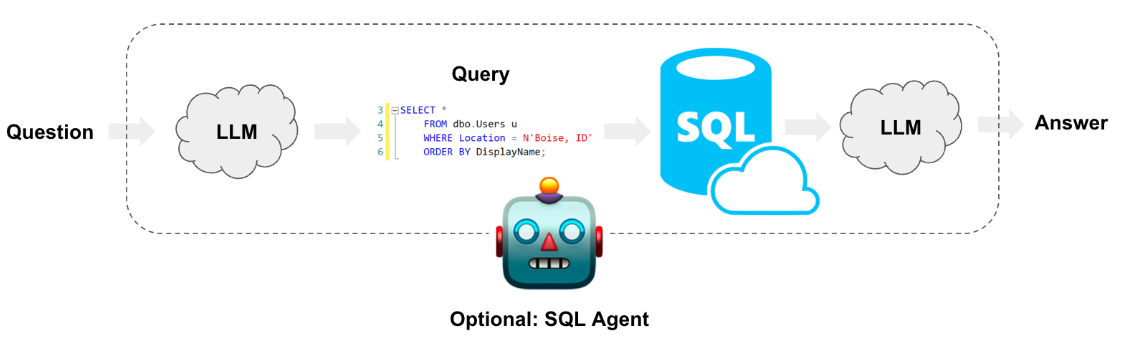 Question
LLM
Query
3 SELECT *
4 FROM dbo.Users u
5 WHERE Location = N'Boise, ID'
6 ORDER BY DisplayName;
SQL
LLM
Answer
Optional: SQL Agent